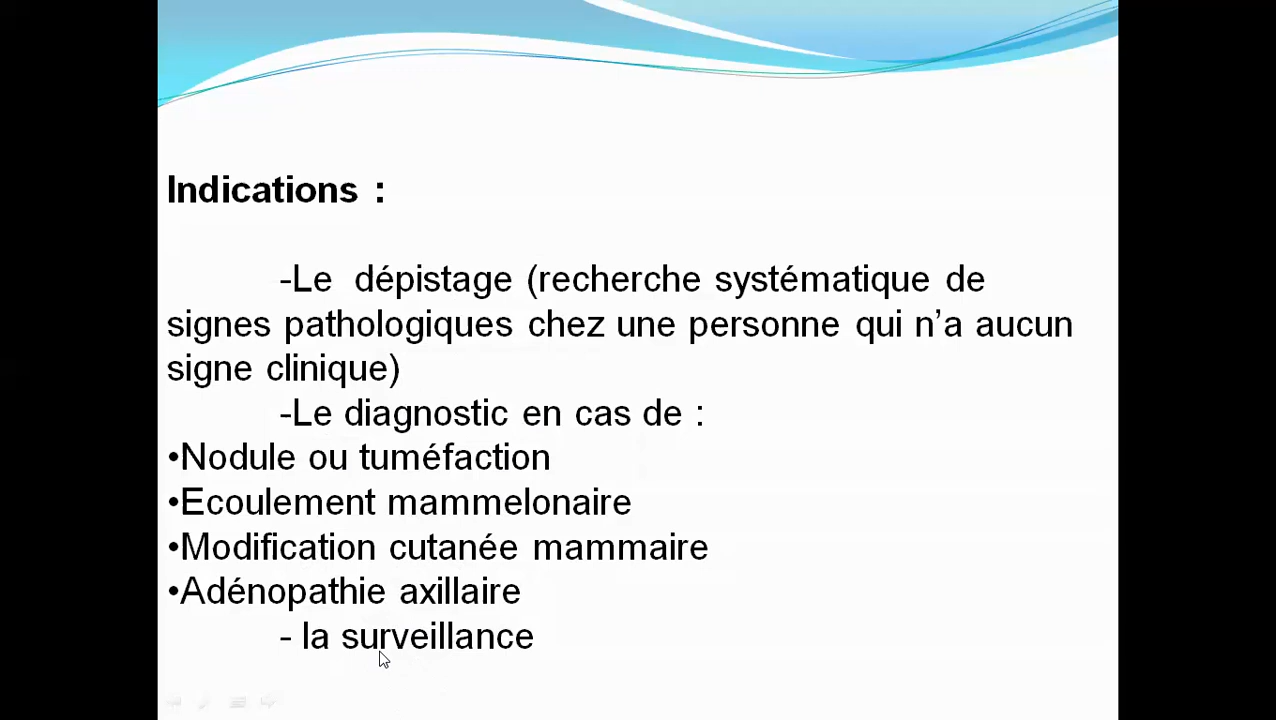 Indications :
-Le dépistage (recherche systématique de
signes pathologiques chez une personne qui n’a aucun
signe clinique)
-Le diagnostic en cas de :
•Nodule ou tuméfaction
•Ecoulement mammelonaire
•Modification cutanée mammaire
•Adénopathie axillaire
- la surveillance